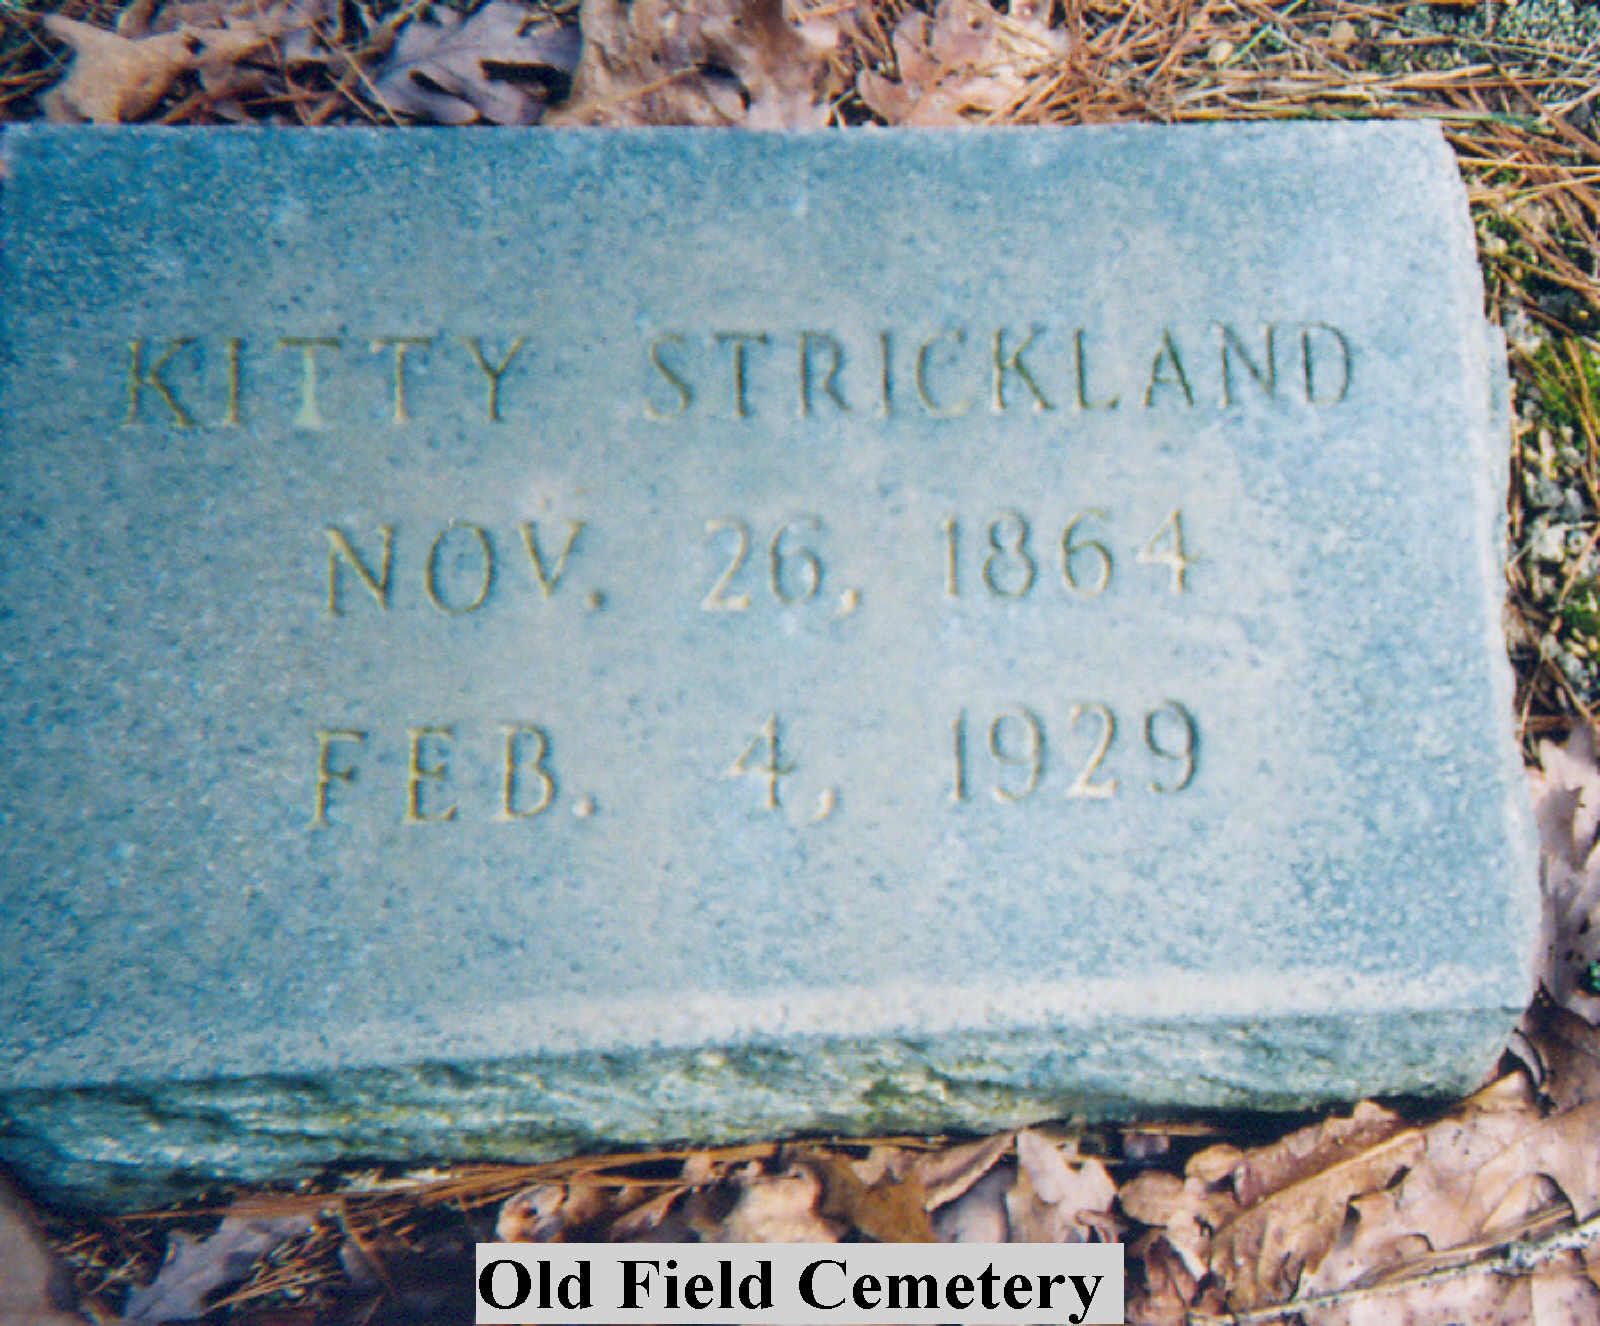 KITTY STRICKLAND
NOV. 26, 1864
FEB. 4, 1929
Old Field Cemetery